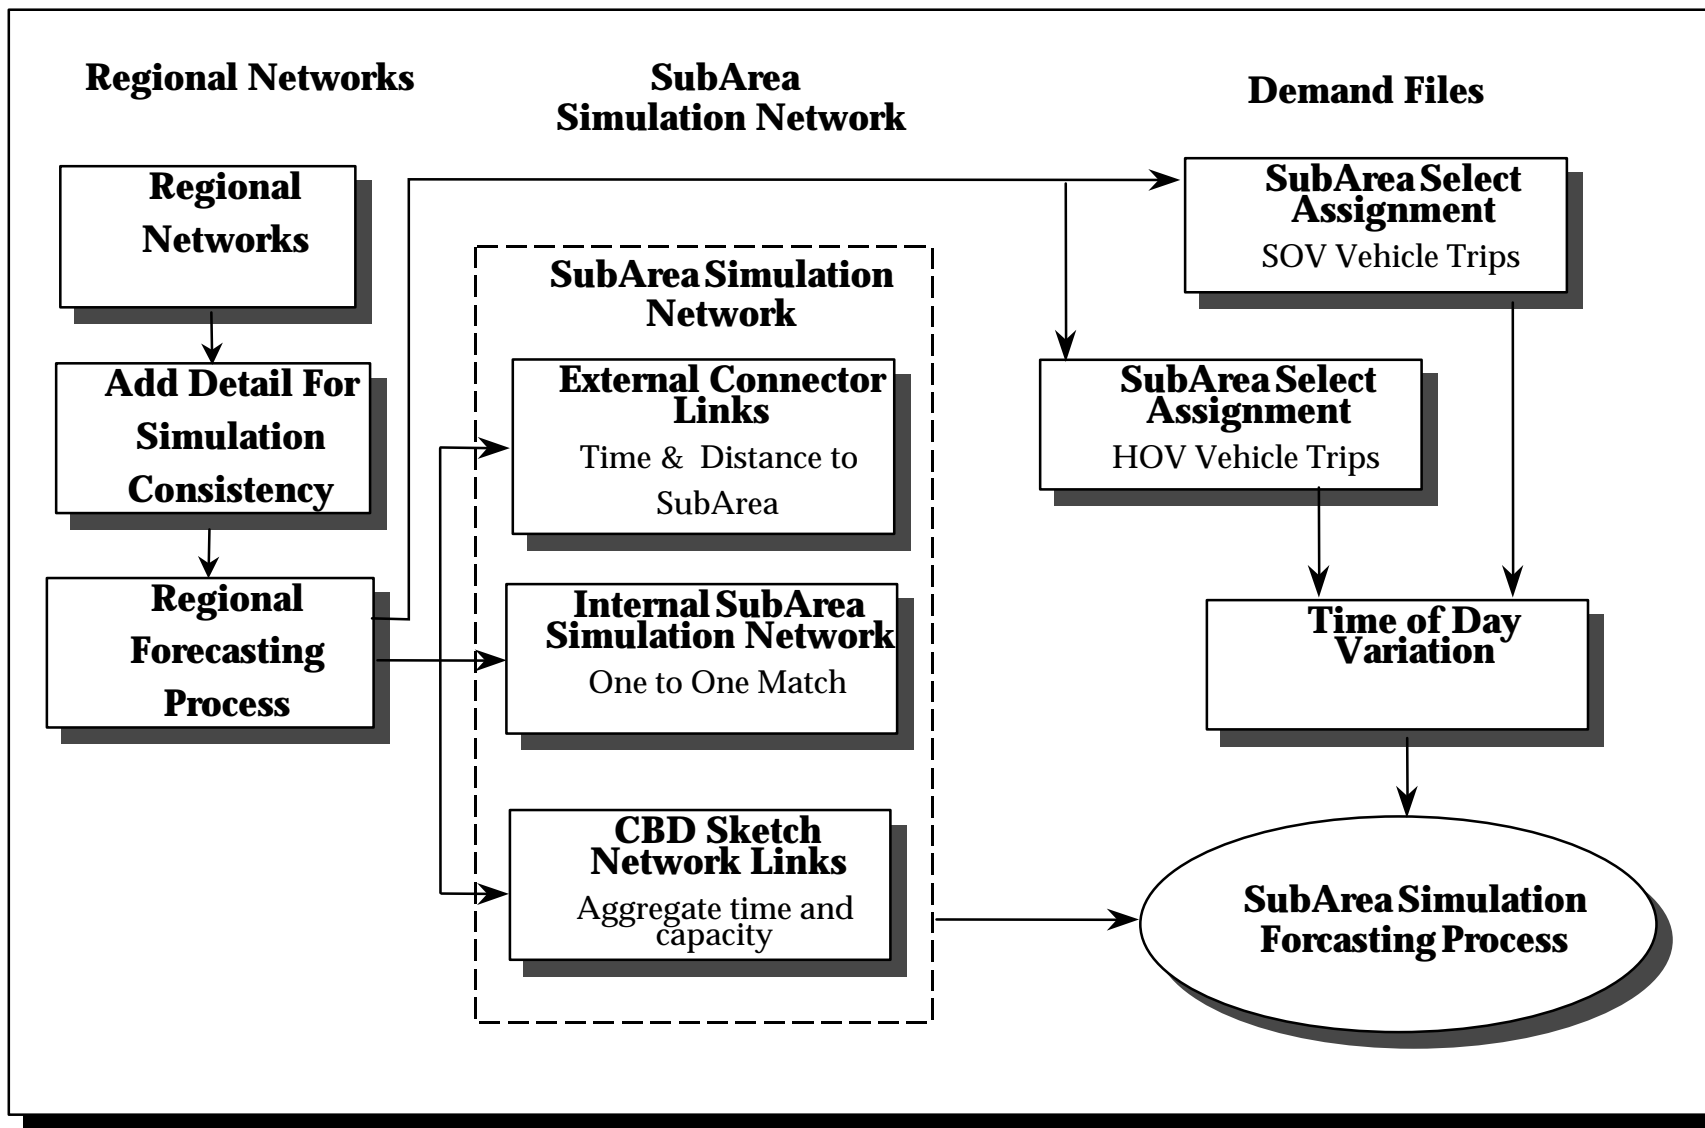 Regional Networks
SubArea
Simulation Network
Demand Files
Regional
Networks
Add Detail For
Simulation
Consistency
Regional
Forecasting
Process
SubArea Simulation
Network
External Connector
Links
Time & Distance to
SubArea
Internal SubArea
Simulation Network
One to One Match
CBD Sketch
Network Links
Aggregate time and
capacity
SubArea Select
Assignment
SOV Vehicle Trips
SubArea Select
Assignment
HOV Vehicle Trips
Time of Day
Variation
SubArea Simulation
Forcasting Process